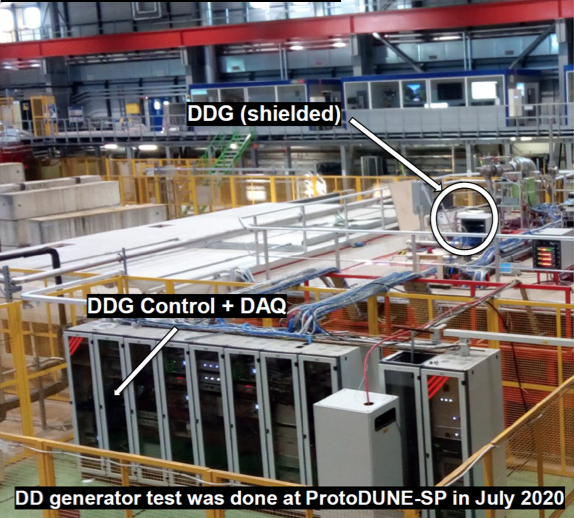 DDG (shielded)
DDG Control + DAQ
DD generator test was done at ProtoDUNE-SP in July 2020